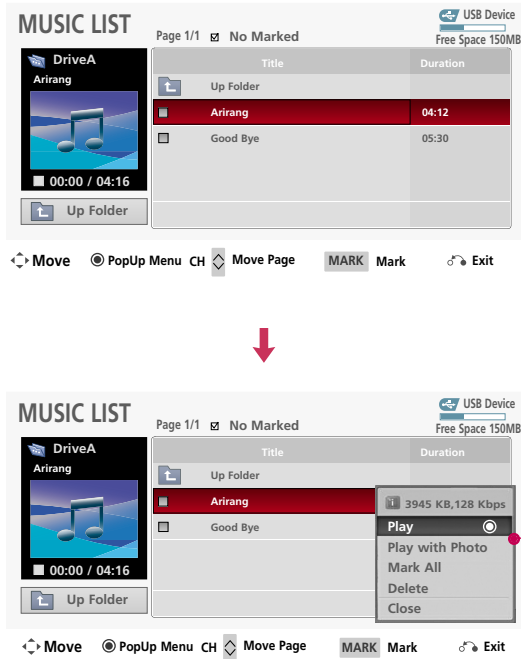 MUSIC LIST
Page 1/1 No Marked
USB Device
Free Space 150MB
DriveA
Arirang
00:00 / 04:16
Up Folder
Title Duration
Up Folder
Arirang 04:12
Good Bye 05:30
Move PopUp Menu CH Move Page MARK Mark Exit
MUSIC LIST
Page 1/1 No Marked
USB Device
Free Space 150MB
DriveA
Arirang
00:00 / 04:16
Up Folder
Title Duration
Up Folder
Arirang
Good Bye
3945 KB,128 Kbps
Play
Play with Photo
Mark All
Delete
Close
Move PopUp Menu CH Move Page MARK Mark Exit